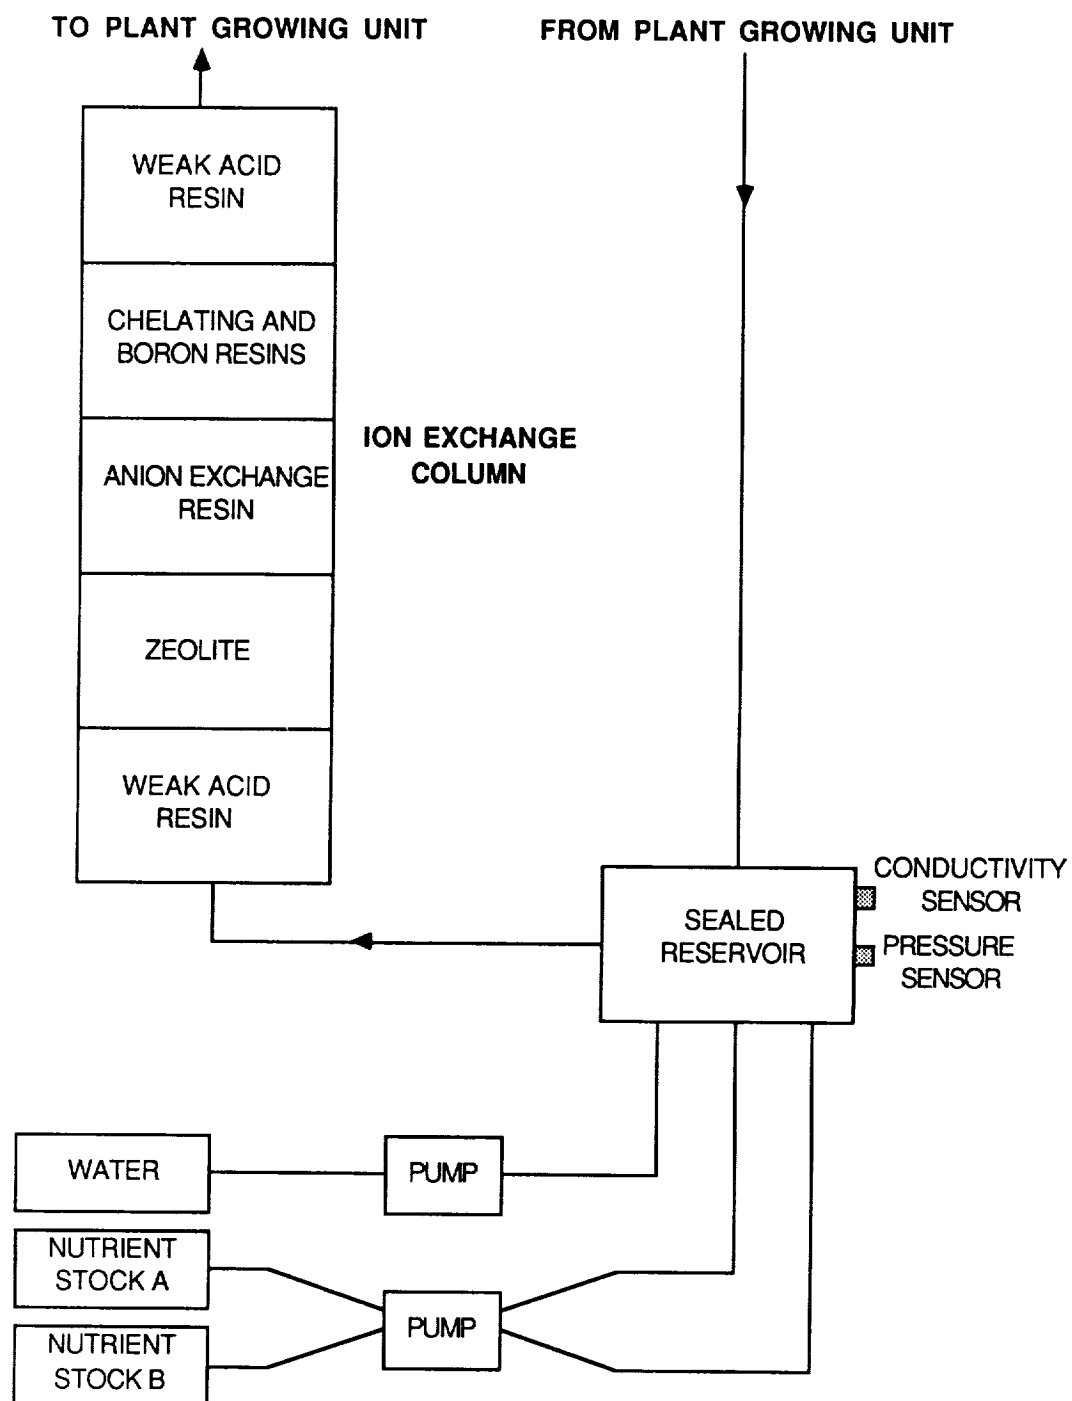 TO PLANT GROWING UNIT
FROM PLANT GROWING UNIT
WEAK ACID
RESIN
CHELATING AND
BORON RESINS
ION EXCHANGE
COLUMN
ANION EXCHANGE
RESIN
ZEOLITE
WEAK ACID
RESIN
CONDUCTIVITY
SENSOR
SEALED
RESERVOIR
PRESSURE
SENSOR
WATER
PUMP
NUTRIENT
STOCK A
PUMP
NUTRIENT
STOCK B